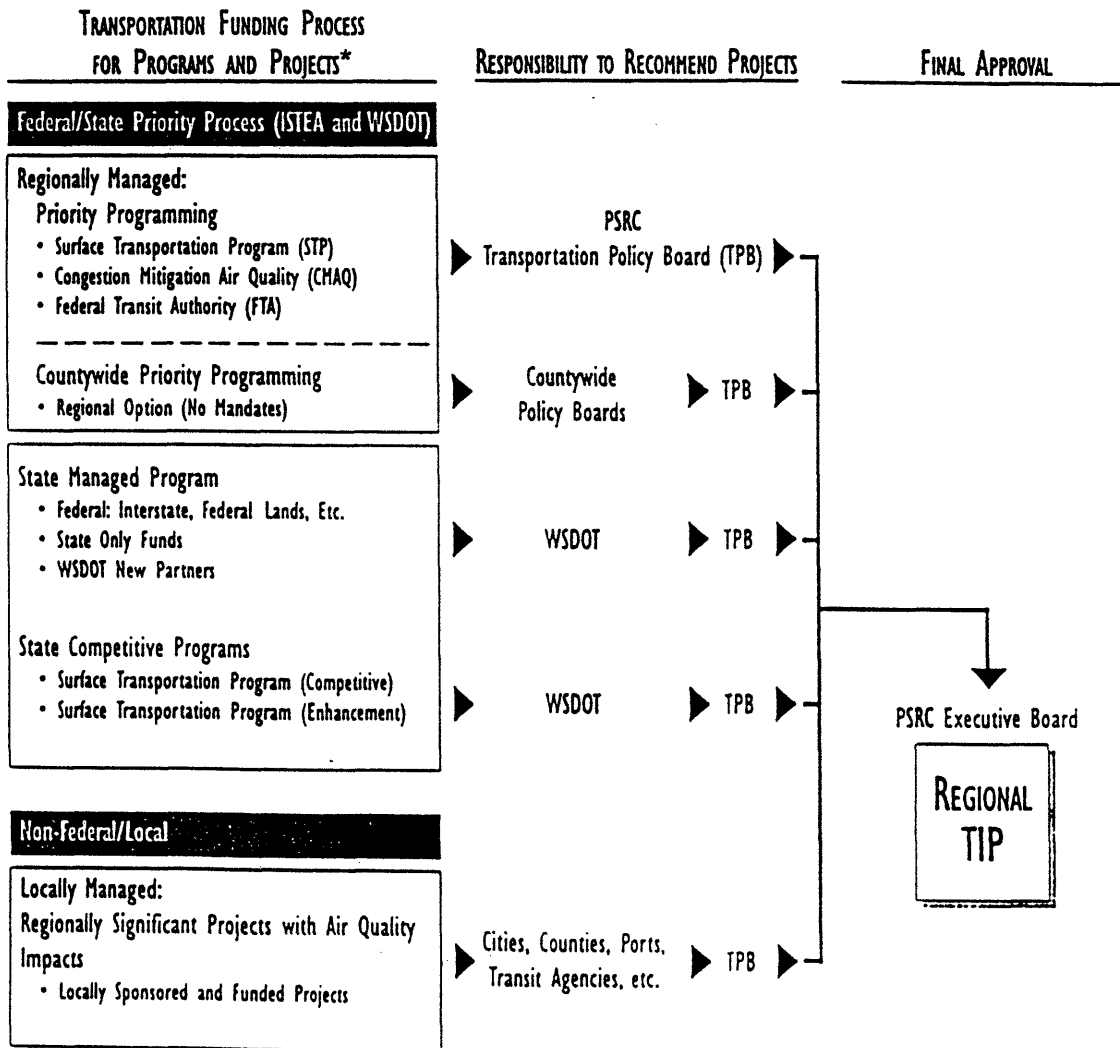 TRANSPORTATION FUNDING PROCESS
FOR PROGRAMS AND PROJECTS*
RESPONSIBILITY TO RECOMMEND PROJECTS
FINAL APPROVAL
Federal/State Priority Process (ISTEA and WSDOT)
Regionally Managed:
Priority Programming
• Surface Transportation Program (STP)
• Congestion Mitigation Air Quality (CMAQ)
• Federal Transit Authority (FTA)
PSRC
Transportation Policy Board (TPB)
Countywide Priority Programming
• Regional Option (No Mandates)
Countywide
Policy Boards
TPB
State Managed Program
• Federal: Interstate, Federal Lands, Etc.
• State Only Funds
• WSDOT New Partners
WSDOT
TPB
State Competitive Programs
• Surface Transportation Program (Competitive)
• Surface Transportation Program (Enhancement)
WSDOT
TPB
PSRC Executive Board
REGIONAL
TIP
Non-Federal/Local
Locally Managed:
Regionally Significant Projects with Air Quality
Impacts
• Locally Sponsored and Funded Projects
Cities, Counties, Ports,
Transit Agencies, etc.
TPB